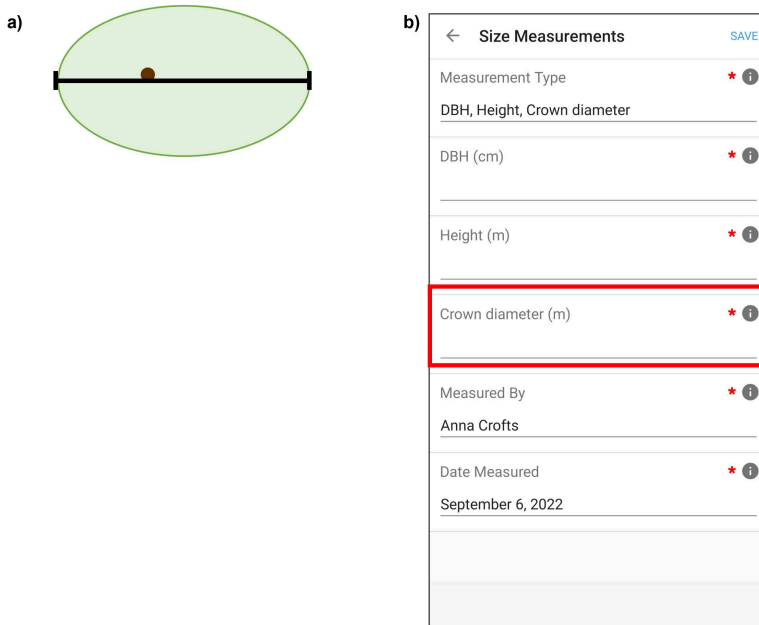 a)
b)
Size Measurements SAVE
Measurement Type *
DBH, Height, Crown diameter
DBH (cm) *
Height (m) *
Crown diameter (m) *
Measured By *
Anna Crofts
Date Measured *
September 6, 2022